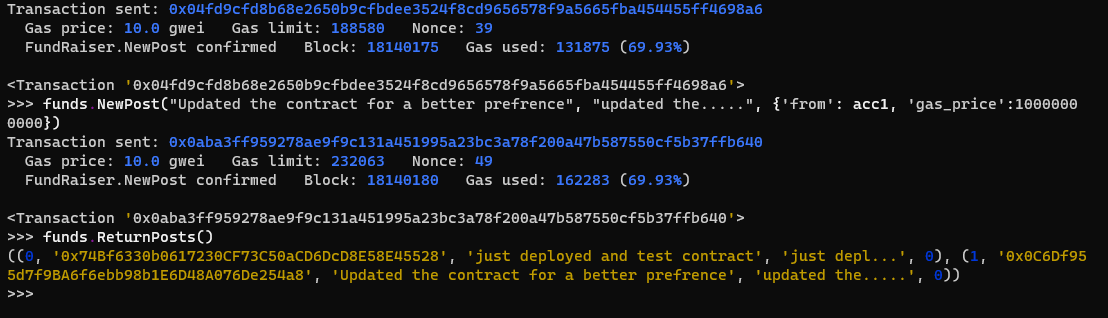 Transaction sent: 0x04fd9cfd8b68e2650b9cfbdee3524f8cd9656578f9a5665fba454455ff4698a6
  Gas price: 10.0 gwei   Gas limit: 188580   Nonce: 39
  FundRaiser.NewPost confirmed   Block: 18140175   Gas used: 131875 (69.93%)

<Transaction '0x04fd9cfd8b68e2650b9cfbdee3524f8cd9656578f9a5665fba454455ff4698a6'>
>>> funds.NewPost("Updated the contract for a better prefrence", "updated the.....", {'from': acc1, 'gas_price':1000000
0000})
Transaction sent: 0x0aba3ff959278ae9f9c131a451995a23bc3a78f200a47b587550cf5b37ffb640
  Gas price: 10.0 gwei   Gas limit: 232063   Nonce: 49
  FundRaiser.NewPost confirmed   Block: 18140180   Gas used: 162283 (69.93%)

<Transaction '0x0aba3ff959278ae9f9c131a451995a23bc3a78f200a47b587550cf5b37ffb640'>
>>> funds.ReturnPosts()
((0, '0x74Bf6330b0617230CF73C50aCD6DcD8E58E45528', 'just deployed and test contract', 'just depl...', 0), (1, '0x0C6Df95
5d7f9BA6f6ebb98b1E6D48A076De254a8', 'Updated the contract for a better prefrence', 'updated the.....', 0))
>>>